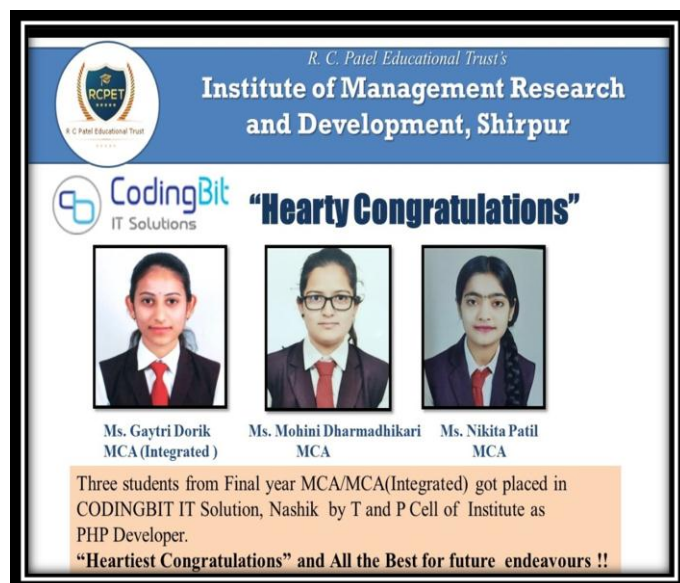 R. C. Patel Educational Trust's
Institute of Management Research
and Development, Shirpur
RCPET
R C Patel Educational Trust
CodingBit
IT Solutions
"Hearty Congratulations"
Ms. Gaytri Dorik
MCA (Integrated )
Ms. Mohini Dharmadhikari
MCA
Ms. Nikita Patil
MCA
Three students from Final year MCA/MCA(Integrated) got placed in
CODINGBIT IT Solution, Nashik by T and P Cell of Institute as
PHP Developer.
"Heartiest Congratulations" and All the Best for future endeavours !!